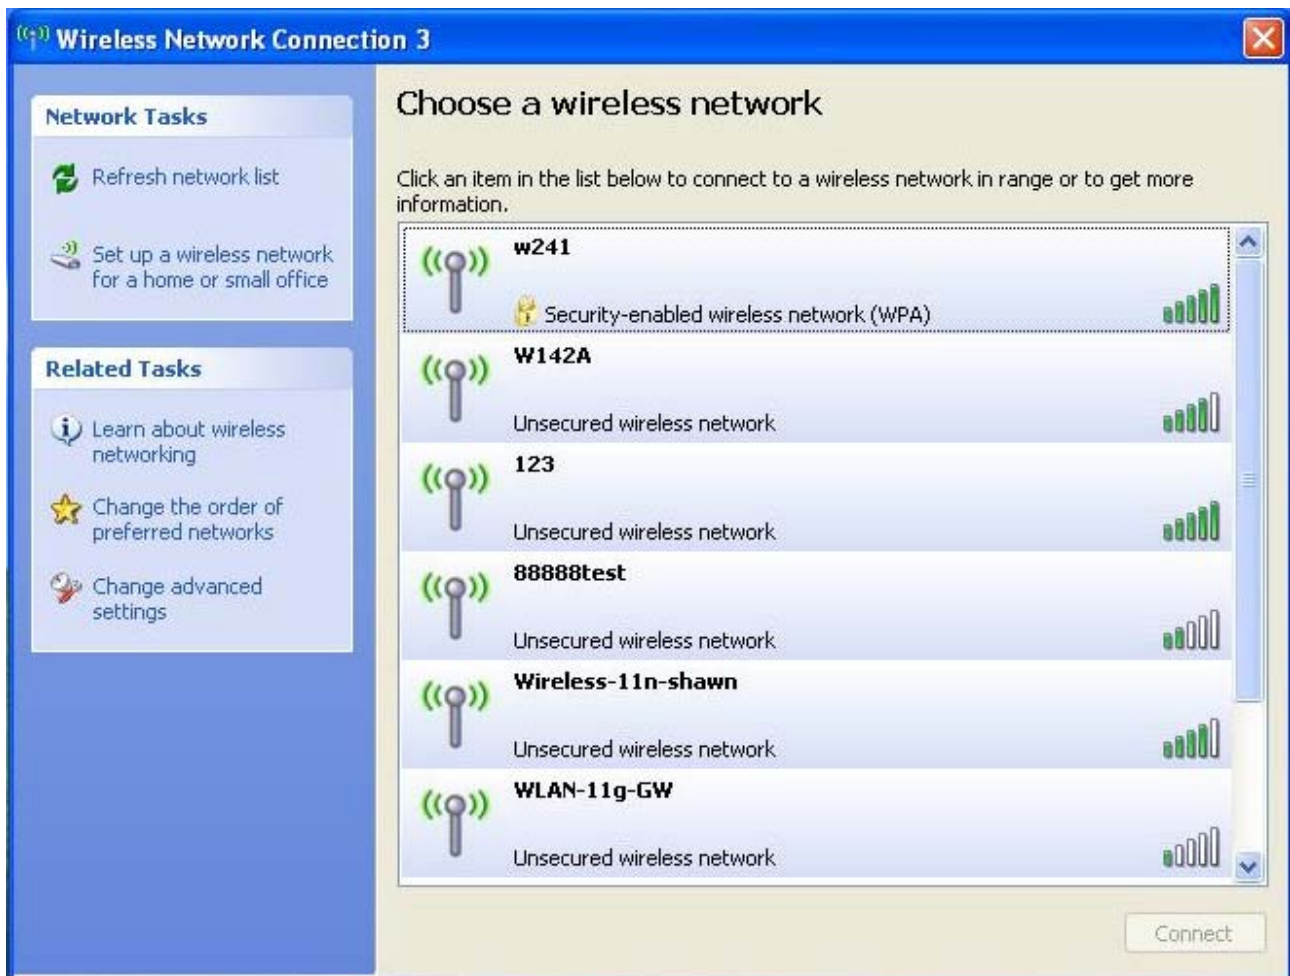 Wireless Network Connection 3
Network Tasks
Refresh network list
Set up a wireless network
for a home or small office
Related Tasks
Learn about wireless
networking
Change the order of
preferred networks
Change advanced
settings
Choose a wireless network
Click an item in the list below to connect to a wireless network in range or to get more
information.
w241
Security-enabled wireless network (WPA)
W142A
Unsecured wireless network
123
Unsecured wireless network
88888test
Unsecured wireless network
Wireless-11n-shawn
Unsecured wireless network
WLAN-11g-GW
Unsecured wireless network
Connect